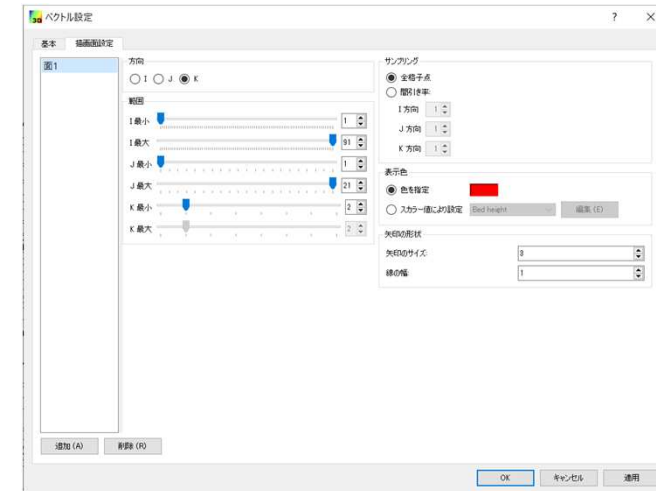 3D ベクトル設定 ? ×
基本 描画面設定
面1
方向
I J K
範囲
I 最小 1
I 最大 91
J 最小 1
J 最大 21
K 最小 2
K 最大 2
サンプリング
全格子点
間引き率:
I 方向 1
J 方向 1
K 方向 1
表示色
色を指定
スカラー値により設定 Bed height 編集 (E)
矢印の形状
矢印のサイズ: 8
線の幅: 1
追加 (A) 削除 (R)
OK キャンセル 適用